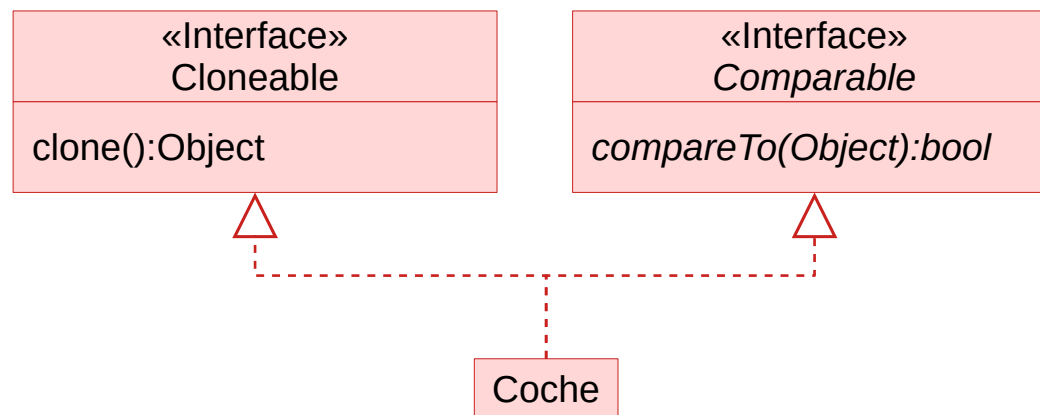 «Interface»
Cloneable
clone():Object
«Interface»
Comparable
compareTo(Object):bool
Coche